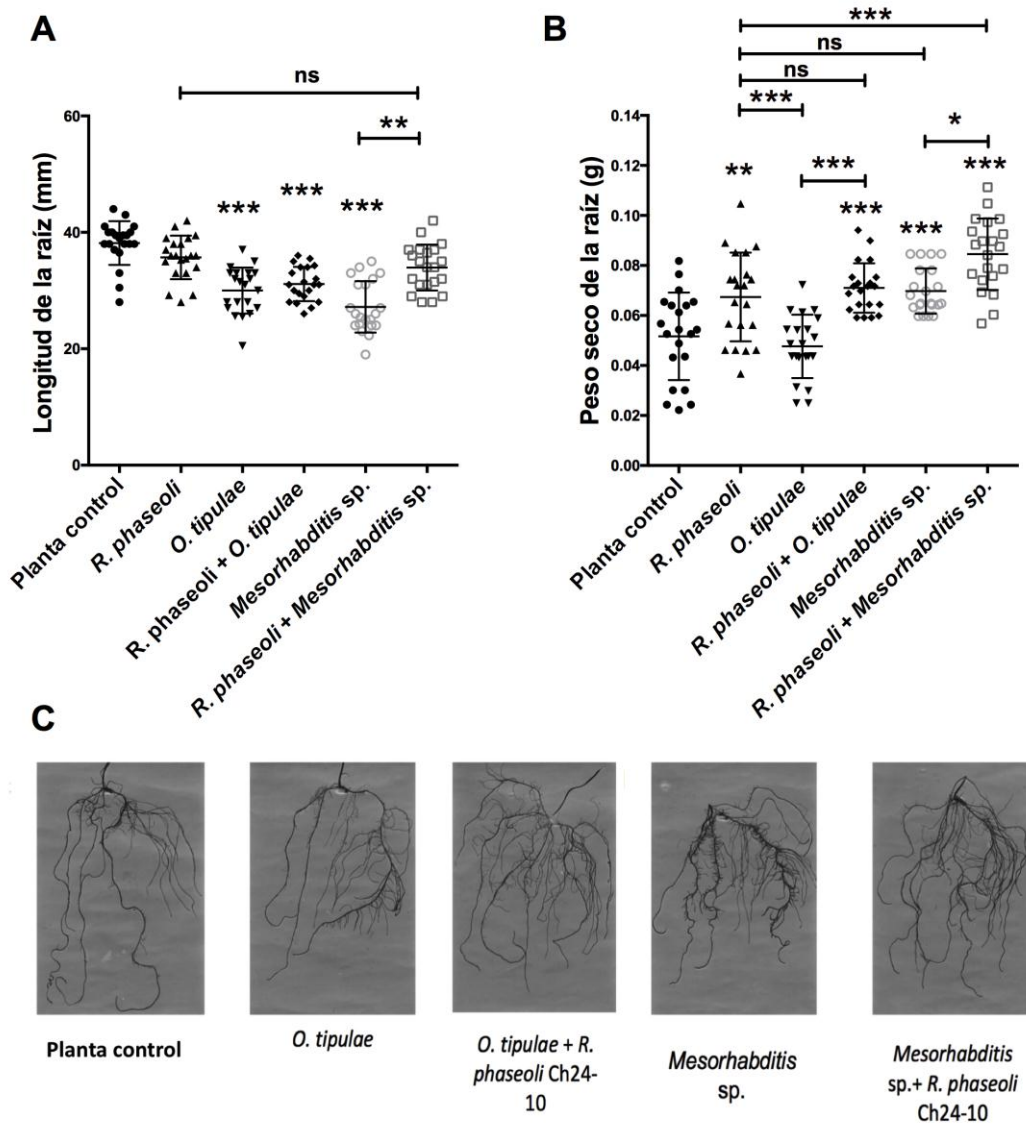 A
B
***
ns
ns
ns
***
**
*
60
40
20
0
Longitud de la raíz (mm)
***
***
***
0.14
0.12
0.10
0.08
0.06
0.04
0.02
0.00
Peso seco de la raíz (g)
**
***
***
***
***
Planta control
R. phaseoli
O. tipulae
R. phaseoli + O. tipulae
Mesorhabditis sp.
R. phaseoli + Mesorhabditis sp.
Planta control
R. phaseoli
O. tipulae
R. phaseoli + O. tipulae
Mesorhabditis sp.
R. phaseoli + Mesorhabditis sp.
C
Planta control
O. tipulae
O. tipulae + R.
phaseoli Ch24-
10
Mesorhabditis
sp.
Mesorhabditis
sp.+ R. phaseoli
Ch24-10